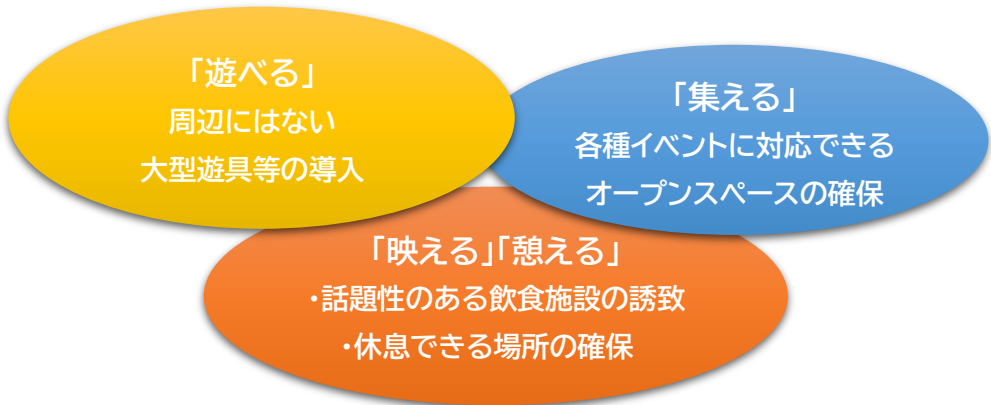 「遊べる」
周辺にはない
大型遊具等の導入
「集える」
各種イベントに対応できる
オープンスペースの確保
「映える」「憩える」
・話題性のある飲食施設の誘致
・休息できる場所の確保